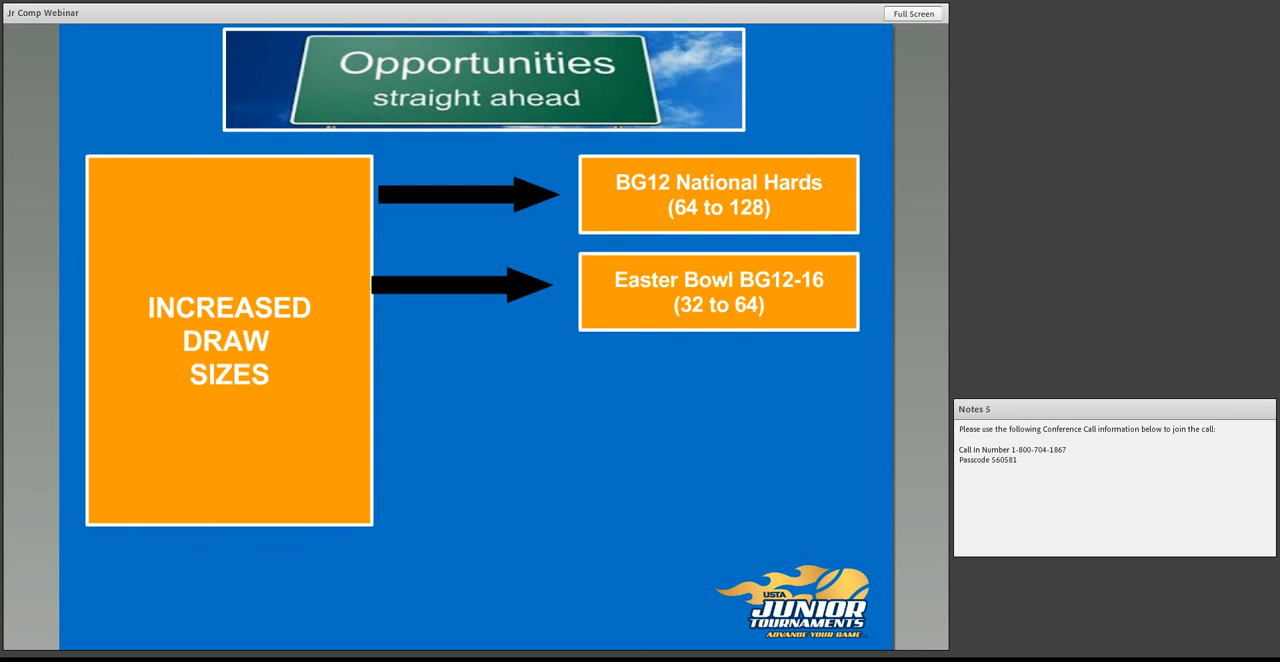 Jr Comp Webinar
Full Screen
Opportunities
straight ahead
INCREASED
DRAW
SIZES
BG12 National Hards
(64 to 128)
Easter Bowl BG12-16
(32 to 64)
USTA
JUNIOR
TOURNAMENTS
ADVANCE YOUR GAME
Notes 5
Please use the following Conference Call information below to join the call:
Call In Number 1-800-704-1867
Passcode 560581